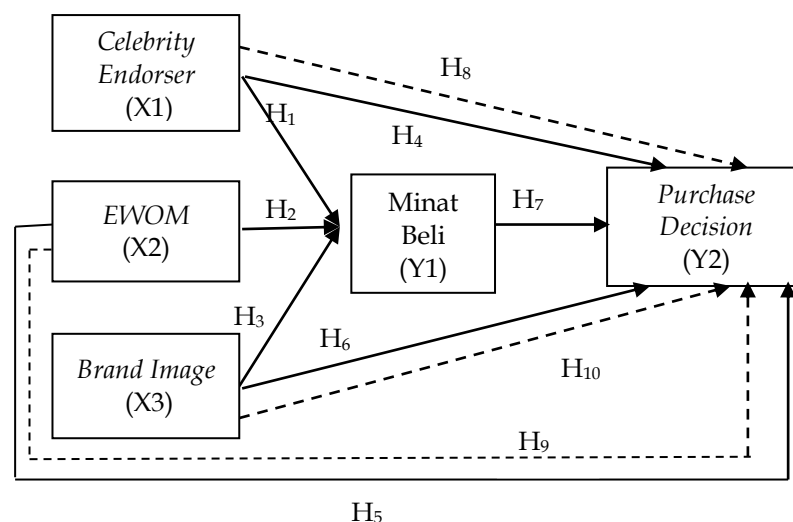 Celebrity
Endorser
(X1)
H₈
H₁
H₄
EWOM
(X2)
H₂
Minat
Beli
(Y1)
H₇
Purchase
Decision
(Y2)
H₃
Brand Image
(X3)
H₆
H₁₀
H₉
H₅